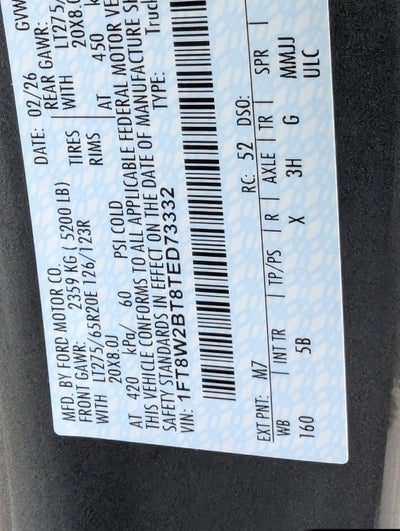 MFD. BY FORD MOTOR CO.
DATE: 02/26 GVW
FRONT GAWR: 2359 KG ( 5200 LB) REAR GAWR:
WITH LT275/65R20E 126/123R TIRES WITH LT275/
20X8.0J RIMS 20X8.0
AT 420 kPa/ 60 PSI COLD AT 450 k
THIS VEHICLE CONFORMS TO ALL APPLICABLE FEDERAL MOTOR VE
SAFETY STANDARDS IN EFFECT ON THE DATE OF MANUFACTURE SH
VIN: 1FT8W2BT8TED73332 TYPE: Truck
EXT PNT: M7 RC: 52 DSO:
WB INT TR TP/PS R AXLE TR SPR
160 5B X 3H G MMJJ
ULC